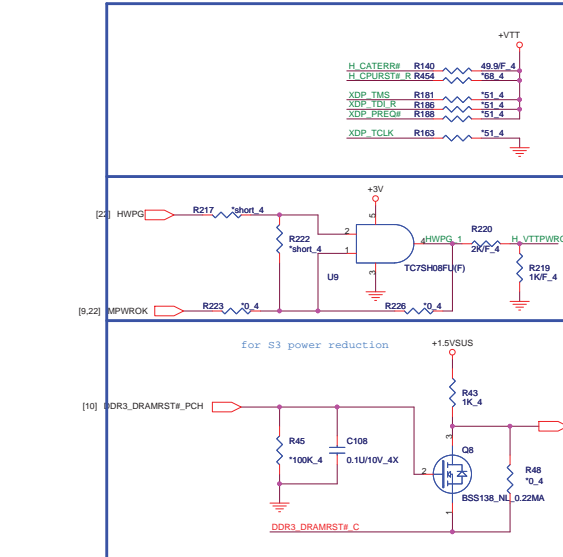 +VTT
H_CATERR# R140 49.9/F_4
H_CPURST#_R R454 *68_4
XDP_TMS R181 *51_4
XDP_TDI_R R186 *51_4
XDP_PREQ# R188 *51_4
XDP_TCLK R163 *51_4
+3V
[22] HWPG R217 *short_4
5
2
R222
*short_4
1
4 HWPG_1
R220
2K/F_4
H_VTTPWRG
TC7SH08FU(F)
U9
3
R219
1K/F_4
[9,22] MPWROK R223 *0_4 R226 *0_4
for S3 power reduction
+1.5VSUS
R43
1K_4
[10] DDR3_DRAMRST#_PCH
R45
*100K_4
C108
0.1U/10V_4X
3
Q8
2
R48
*0_4
BSS138_NL_0.22MA
1
DDR3_DRAMRST#_C